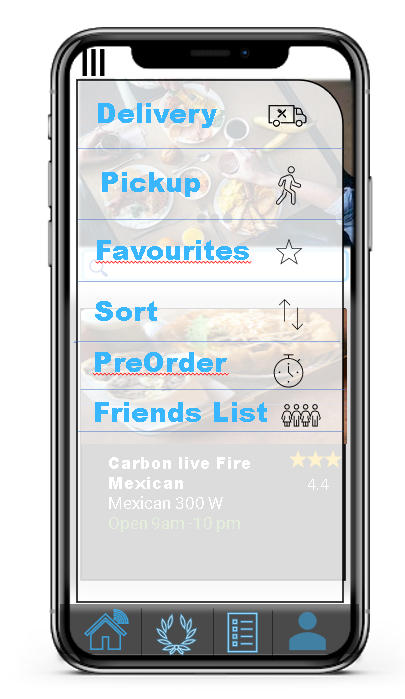 Delivery
Pickup
Favourites
Sort
PreOrder
Friends List
Carbon live Fire
Mexican
4.4
Mexican 300 W
Open 9am -10 pm